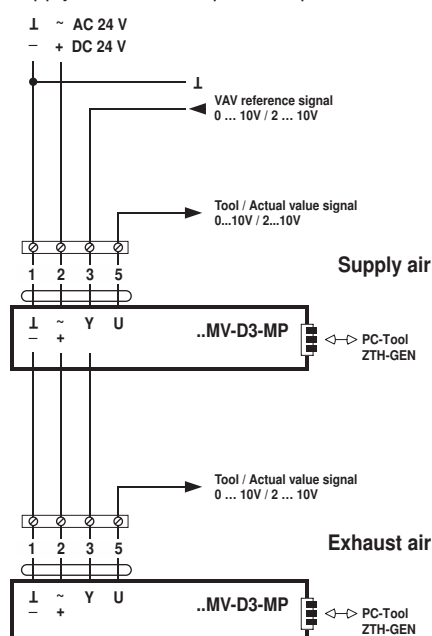 ⊥ ~ AC 24 V
– + DC 24 V
⊥
VAV reference signal
0 ... 10V / 2 ... 10V
Tool / Actual value signal
0...10V / 2...10V
Supply air
1 2 3 5
⊥ ~ Y U
– +
..MV-D3-MP
PC-Tool
ZTH-GEN
Tool / Actual value signal
0 ... 10V / 2 ... 10V
Exhaust air
1 2 3 5
⊥ ~ Y U
– +
..MV-D3-MP
PC-Tool
ZTH-GEN